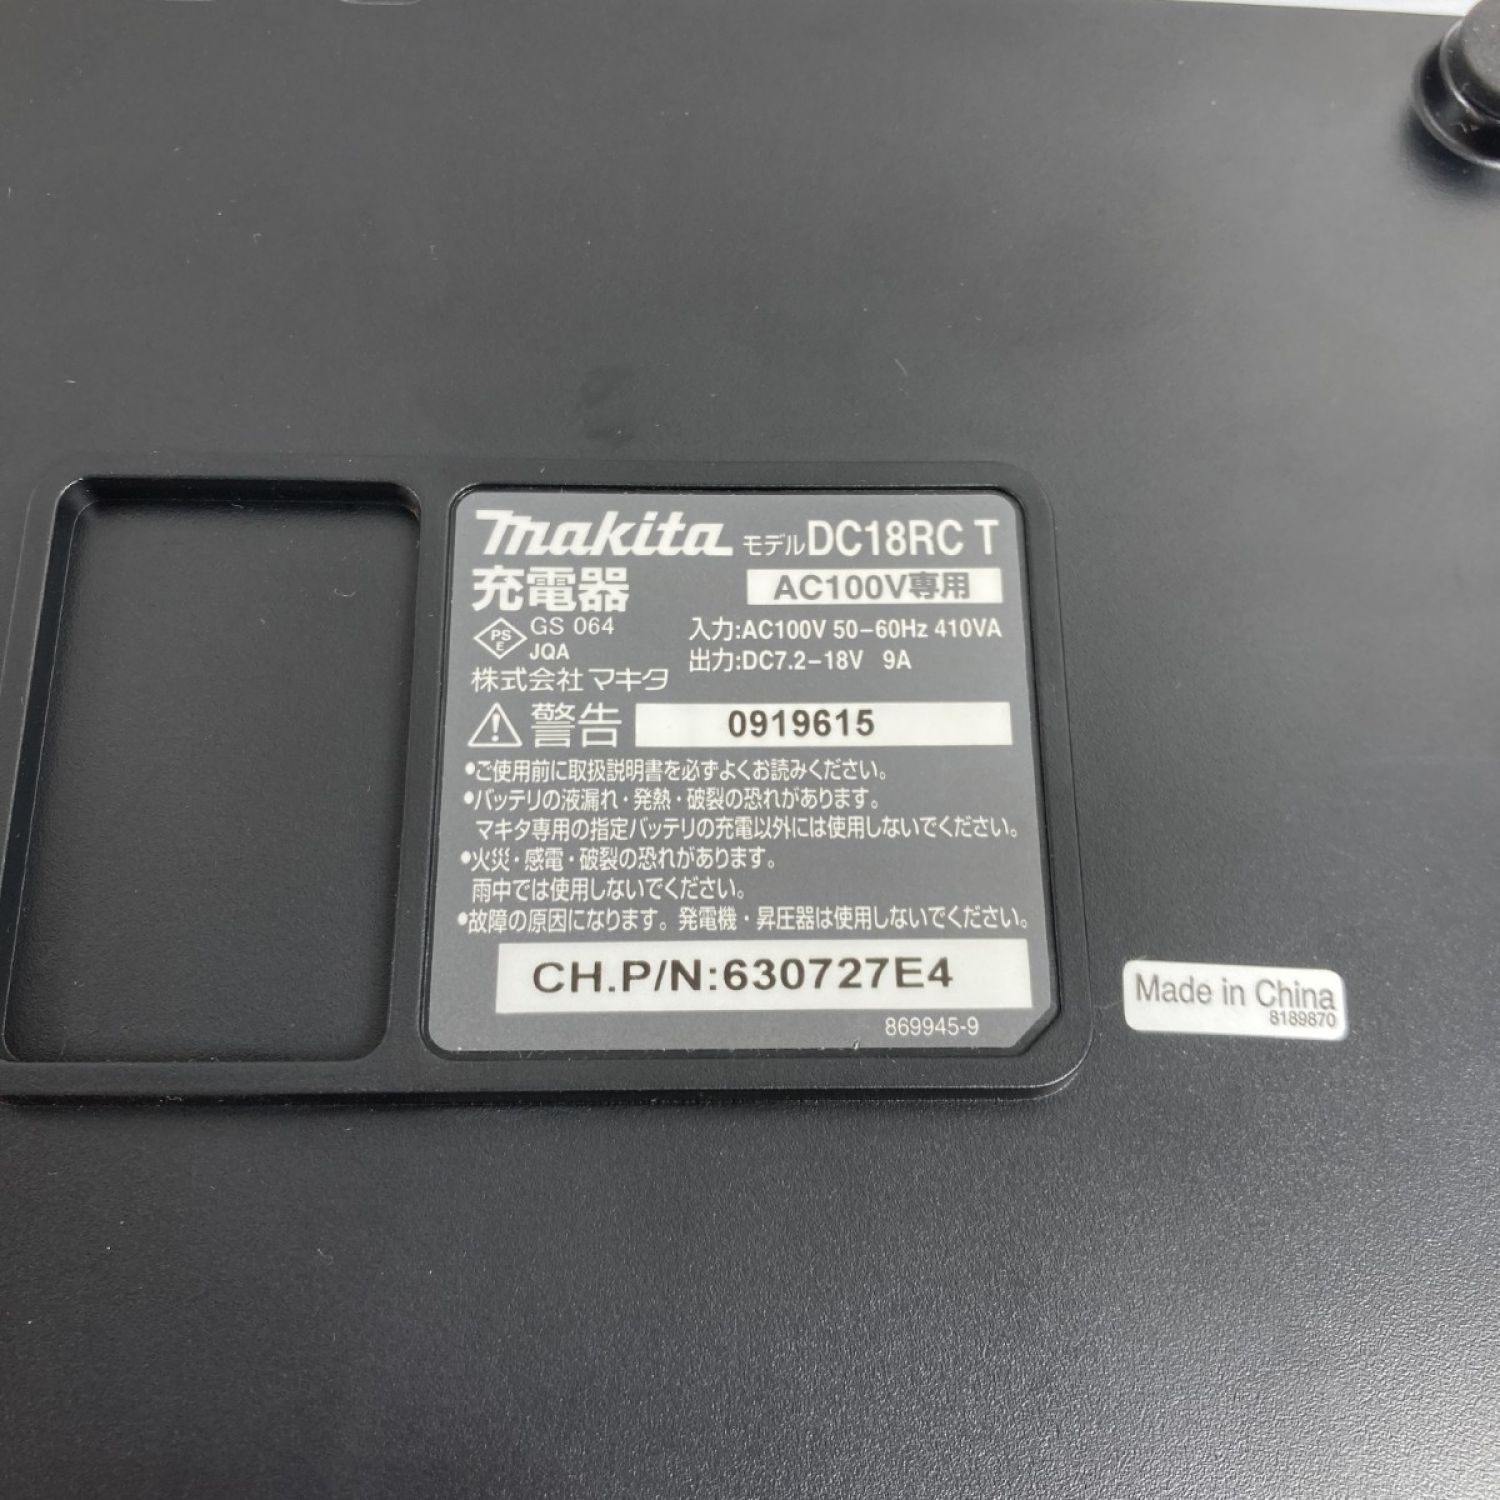 makita モデル DC18RC T
充電器 AC100V専用
PS E GS 064
JQA
入力:AC100V 50-60Hz 410VA
出力:DC7.2-18V 9A
株式会社 マキタ
警告 0919615
•ご使用前に取扱説明書を必ずよくお読みください。
•バッテリの液漏れ・発熱・破裂の恐れがあります。
マキタ専用の指定バッテリの充電以外には使用しないでください。
•火災・感電・破裂の恐れがあります。
雨中では使用しないでください。
•故障の原因になります。発電機・昇圧器は使用しないでください。
CH.P/N:630727E4
869945-9
Made in China
8189870